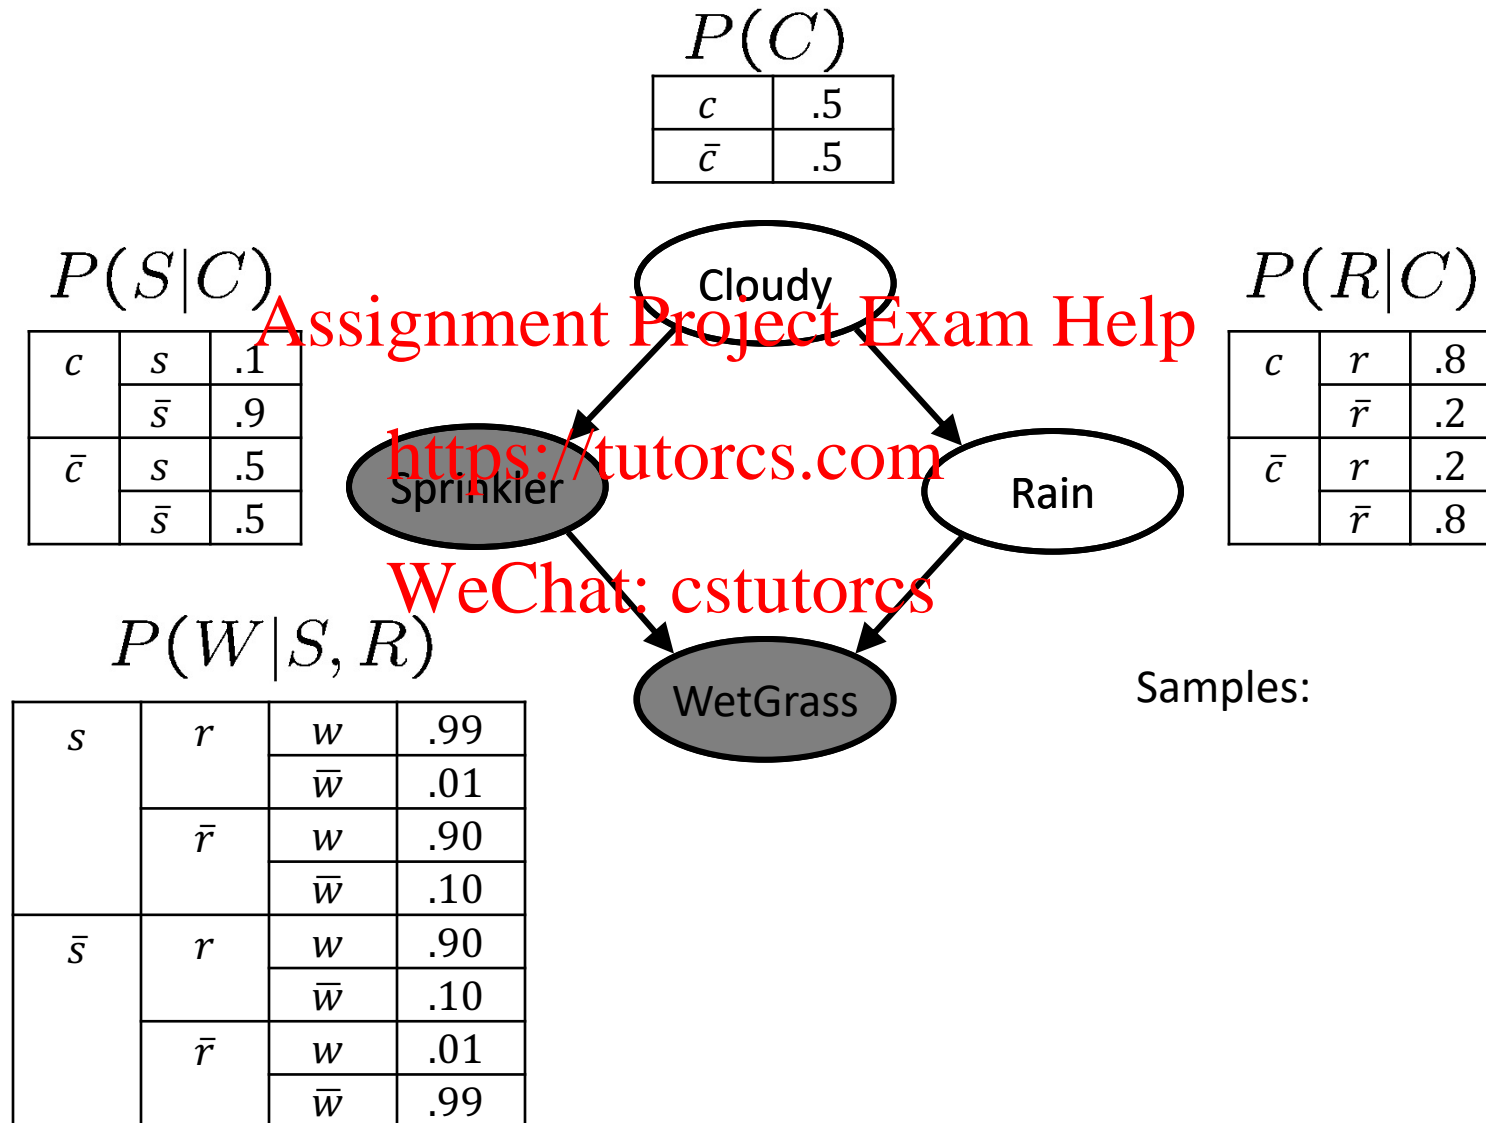 P(C)
c .5
c̄ .5
P(S|C)
c s .1
s̄ .9
c̄ s .5
s̄ .5
Cloudy
P(R|C)
c r .8
r̄ .2
c̄ r .2
r̄ .8
Assignment Project Exam Help
https://tutorcs.com
Sprinkler
Rain
WeChat: cstutorcs
P(W|S, R)
s r w .99
w̄ .01
r̄ w .90
w̄ .10
s̄ r w .90
w̄ .10
r̄ w .01
w̄ .99
WetGrass
Samples: